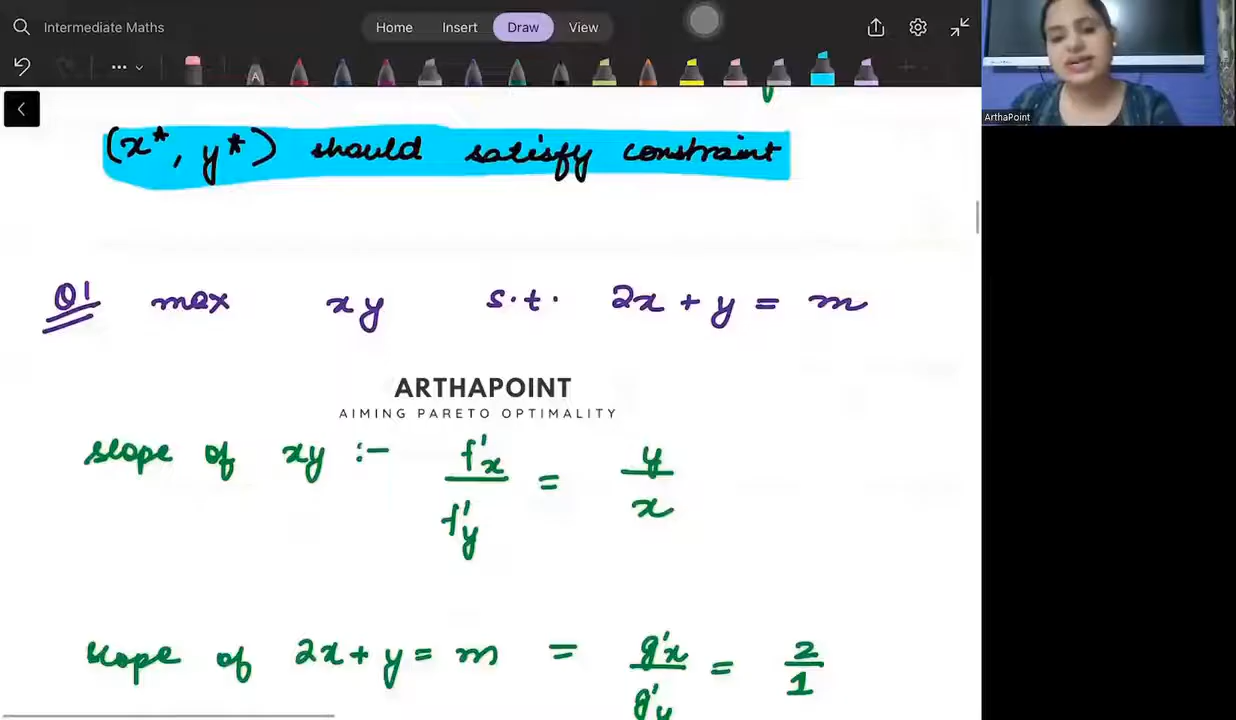 Intermediate Maths
Home Insert Draw View
ArthaPoint
(x*, y*) should satisfy constraint
Q1 max xy s.t. 2x + y = m
ARTHAPOINT
AIMING PARETO OPTIMALITY
slope of xy :- f'x / f'y = y / x
slope of 2x + y = m = g'x / g'y = 2 / 1